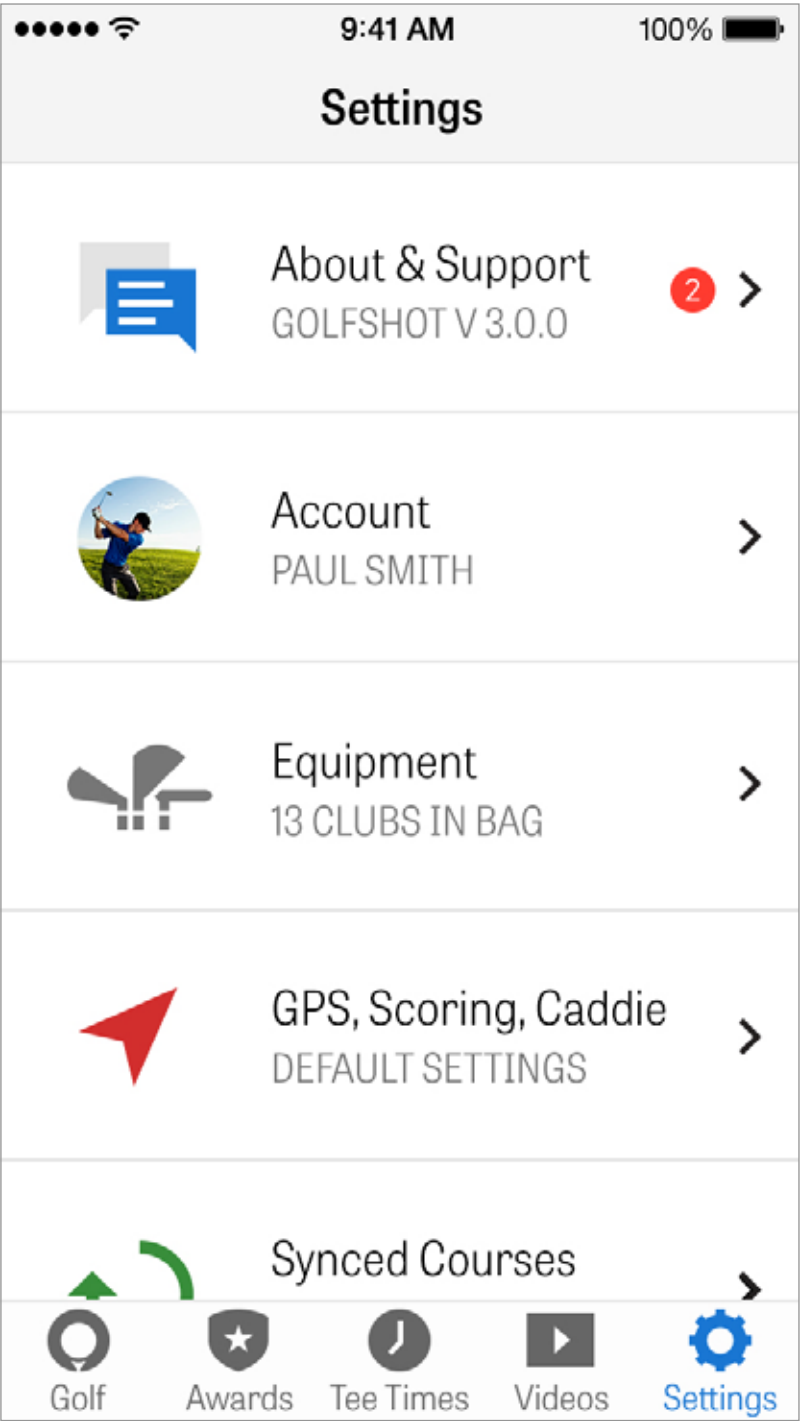 9:41 AM 100%
Settings
About & Support
GOLFSHOT V 3.0.0
2
Account
PAUL SMITH
Equipment
13 CLUBS IN BAG
GPS, Scoring, Caddie
DEFAULT SETTINGS
Synced Courses
Golf Awards Tee Times Videos Settings